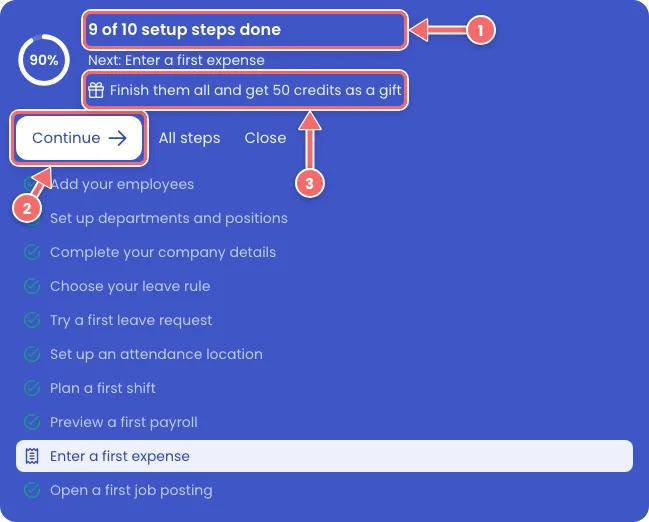 9 of 10 setup steps done
1
90%
Next: Enter a first expense
Finish them all and get 50 credits as a gift
Continue
All steps
Close
3
2
Add your employees
Set up departments and positions
Complete your company details
Choose your leave rule
Try a first leave request
Set up an attendance location
Plan a first shift
Preview a first payroll
Enter a first expense
Open a first job posting